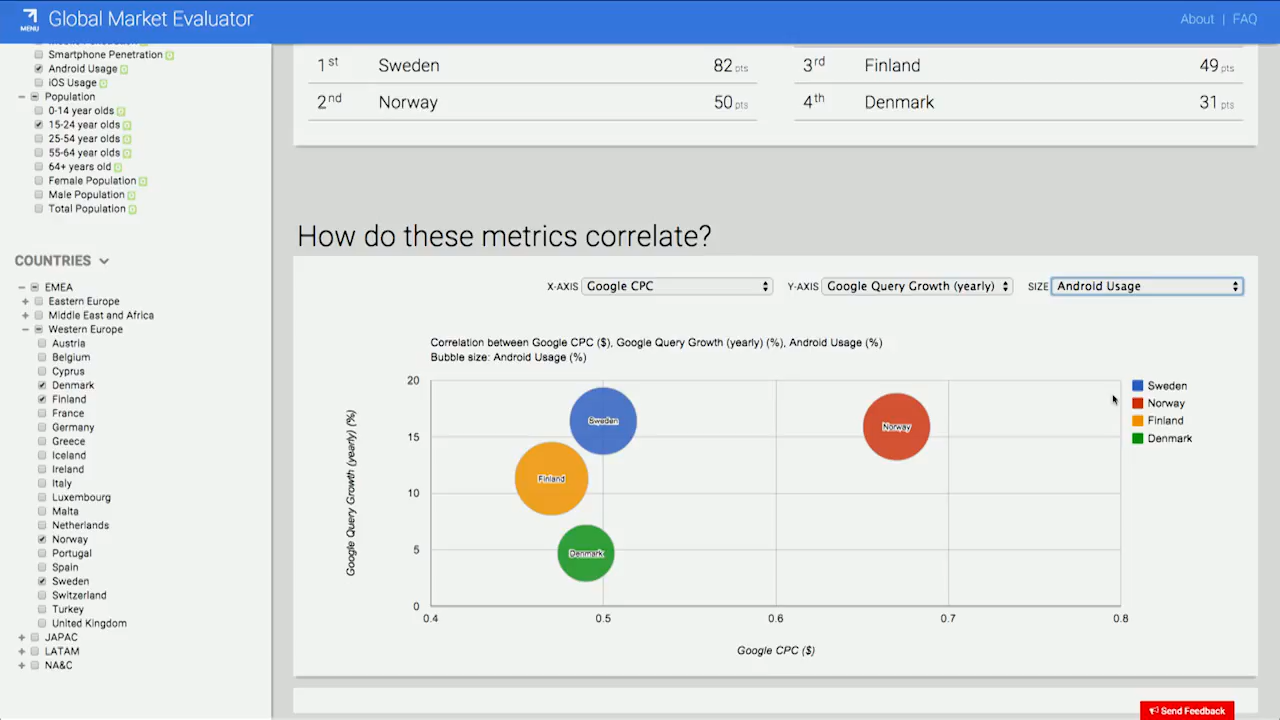 MENU Global Market Evaluator
About | FAQ
Smartphone Penetration
Android Usage
iOS Usage
Population
0-14 year olds
15-24 year olds
25-54 year olds
55-64 year olds
64+ years old
Female Population
Male Population
Total Population
COUNTRIES
EMEA
Eastern Europe
Middle East and Africa
Western Europe
Austria
Belgium
Cyprus
Denmark
Finland
France
Germany
Greece
Iceland
Ireland
Italy
Luxembourg
Malta
Netherlands
Norway
Portugal
Spain
Sweden
Switzerland
Turkey
United Kingdom
JAPAC
LATAM
NA&C
1st Sweden 82 pts
2nd Norway 50 pts
3rd Finland 49 pts
4th Denmark 31 pts
How do these metrics correlate?
X-AXIS Google CPC Y-AXIS Google Query Growth (yearly) SIZE Android Usage
Correlation between Google CPC ($), Google Query Growth (yearly) (%), Android Usage (%)
Bubble size: Android Usage (%)
Google Query Growth (yearly) (%)
20
15
10
5
0
Sweden
Norway
Finland
Denmark
0.4 0.5 0.6 0.7 0.8
Google CPC ($)
Sweden
Norway
Finland
Denmark
Send Feedback